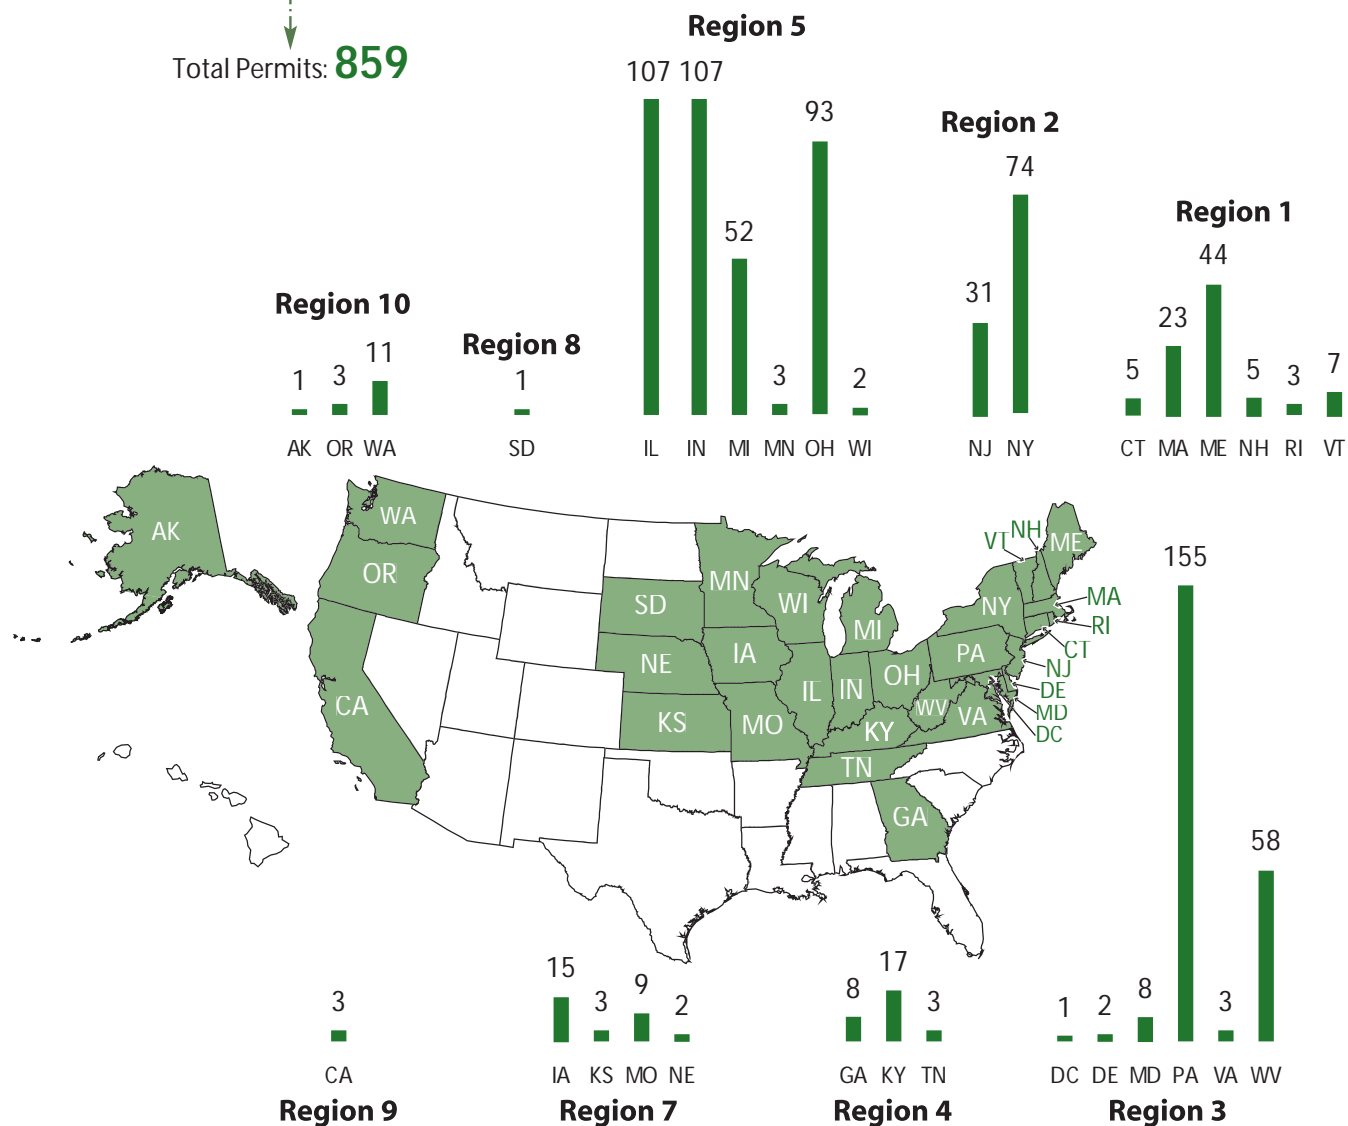 Total Permits: 859
Region 5
107 107 52 3 93 2
IL IN MI MN OH WI
Region 2
31 74
NJ NY
Region 1
5 23 44 5 3 7
CT MA ME NH RI VT
Region 10
1 3 11
AK OR WA
Region 8
1
SD
AK
WA
OR
CA
SD
NE
KS
MN
IA
MO
WI
IL
IN
MI
OH
KY
TN
GA
WV
VA
PA
NY
VT
NH
ME
MA
RI
CT
NJ
DE
MD
DC
3
CA
Region 9
15 3 9 2
IA KS MO NE
Region 7
8 17 3
GA KY TN
Region 4
1 2 8 155 3 58
DC DE MD PA VA WV
Region 3